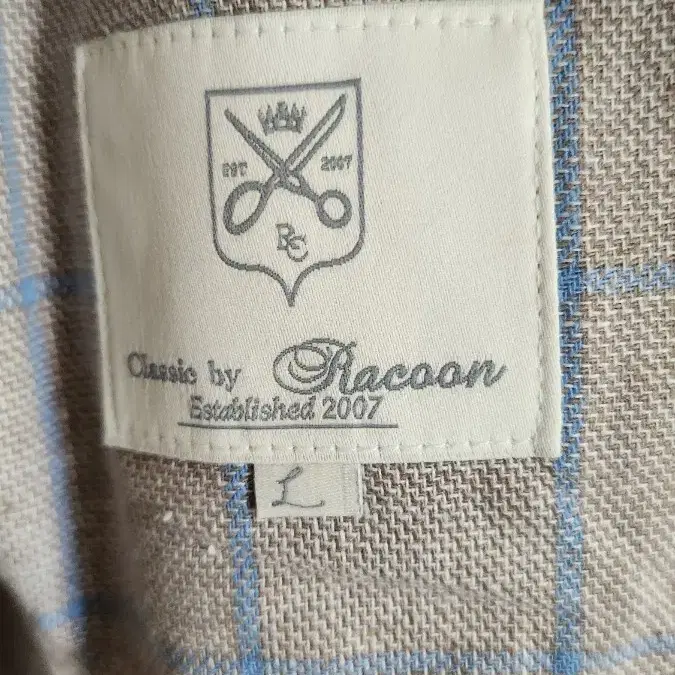 EST 2007
RC
Classic by Racoon
Established 2007
L